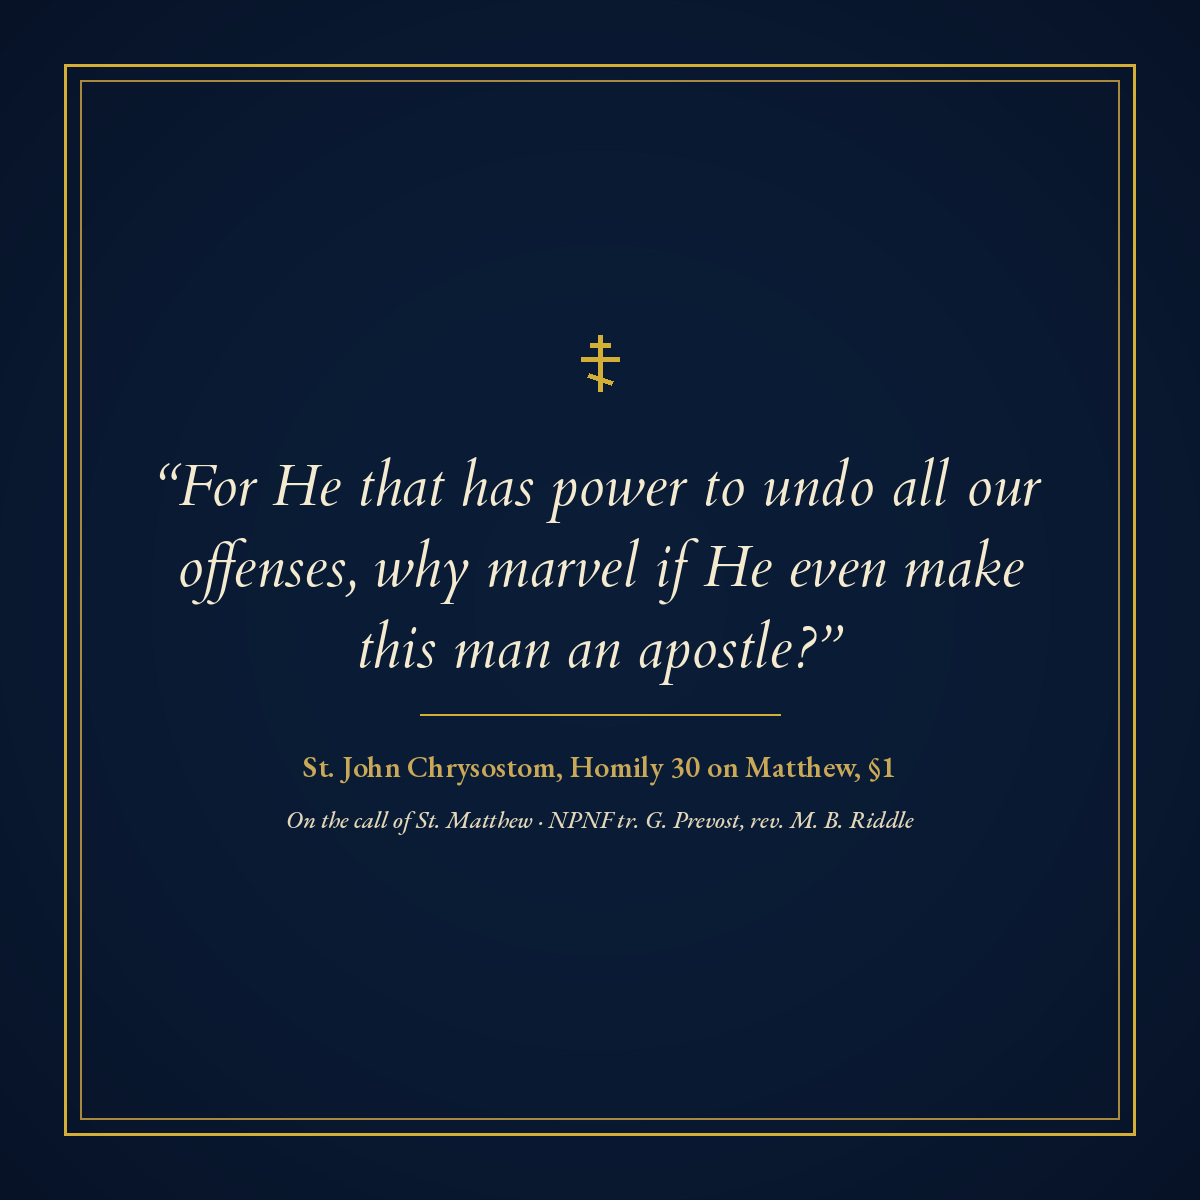 “For He that has power to undo all our
offenses, why marvel if He even make
this man an apostle?”
St. John Chrysostom, Homily 30 on Matthew, §1
On the call of St. Matthew · NPNF tr. G. Prevost, rev. M. B. Riddle